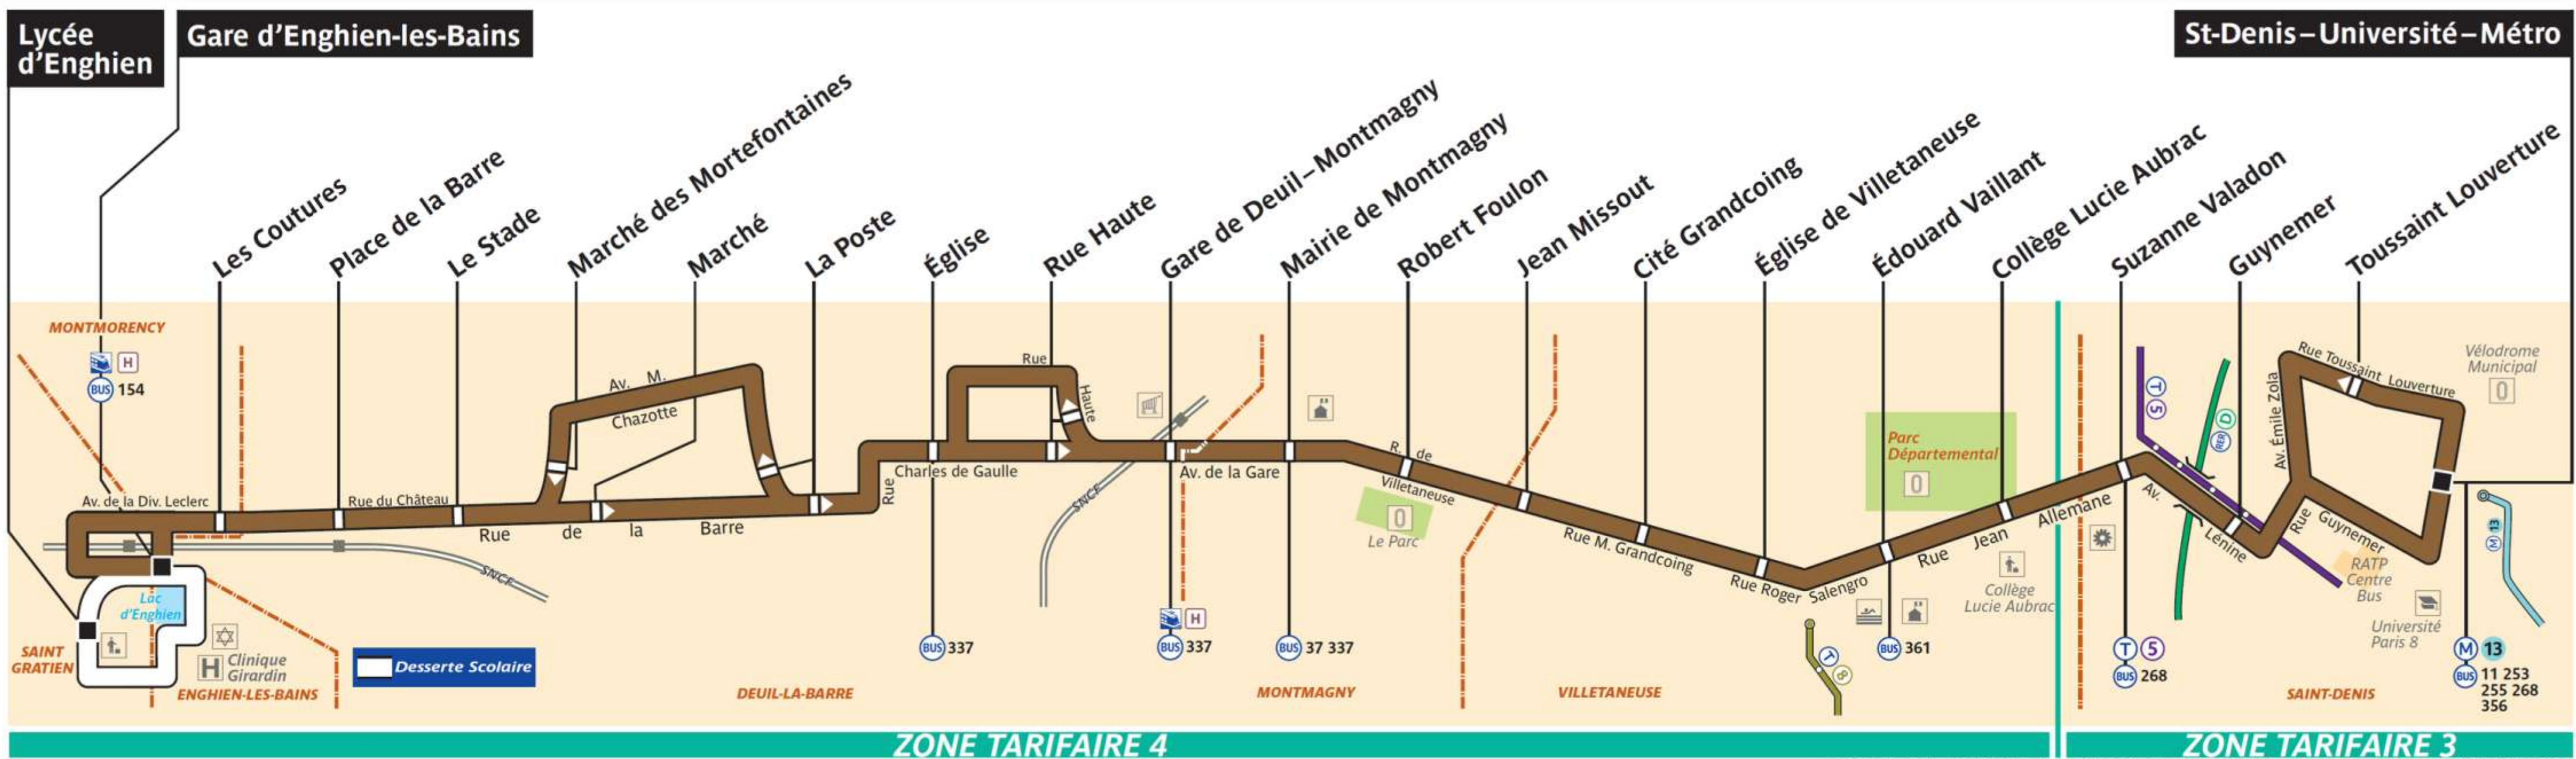 Lycée
d'Enghien
Gare d'Enghien-les-Bains
St-Denis–Université–Métro
Les Coutures
Place de la Barre
Le Stade
Marché des Mortefontaines
Marché
La Poste
Église
Rue Haute
Gare de Deuil–Montmagny
Mairie de Montmagny
Robert Foulon
Jean Missout
Cité Grandcoing
Église de Villetaneuse
Édouard Vaillant
Collège Lucie Aubrac
Suzanne Valadon
Guynemer
Toussaint Louverture
MONTMORENCY
H
BUS 154
Av. de la Div. Leclerc
Rue du Château
Rue de la Barre
Av. M.
Chazotte
SNCF
Lac
d'Enghien
SAINT
GRATIEN
H Clinique
Girardin
ENGHIEN-LES-BAINS
Desserte Scolaire
Rue
Charles de Gaulle
Rue
Haute
SNCF
Av. de la Gare
BUS 337
H
BUS 337
BUS 37 337
DEUIL-LA-BARRE
MONTMAGNY
R. de
Villetaneuse
Le Parc
Rue M. Grandcoing
VILLETANEUSE
Rue Roger Salengro
T 8
Parc
Départemental
BUS 361
Rue Jean Allemane
Collège
Lucie Aubrac
T 5
RER D
Av.
Lénine
T 5
BUS 268
Rue
Guynemer
Av. Émile Zola
Rue Toussaint Louverture
Vélodrome
Municipal
RATP
Centre
Bus
Université
Paris 8
M 13
M 13
BUS 11 253
255 268
356
SAINT-DENIS
ZONE TARIFAIRE 4
ZONE TARIFAIRE 3